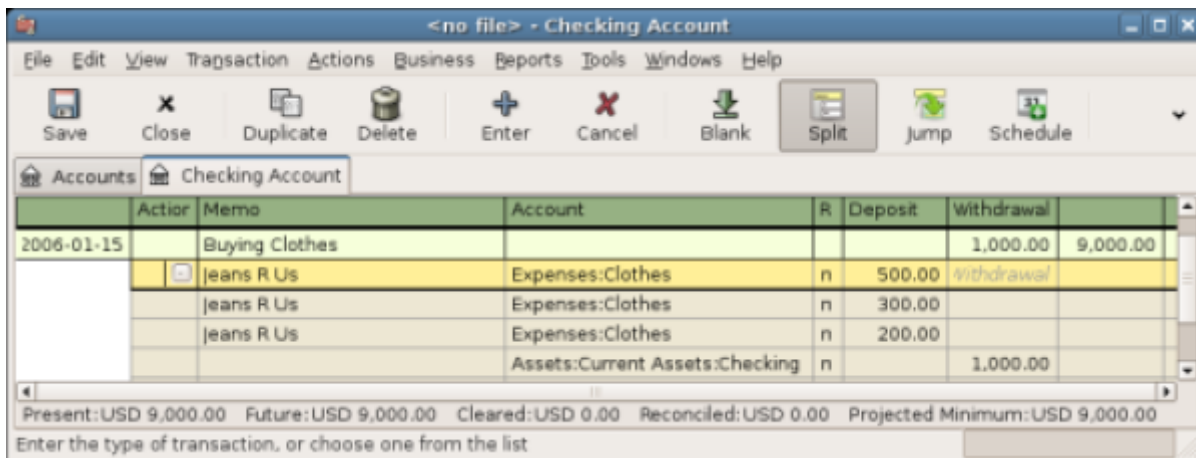 <no file> - Checking Account
File Edit View Transaction Actions Business Reports Tools Windows Help
Save Close Duplicate Delete Enter Cancel Blank Split Jump Schedule
Accounts Checking Account
Action Memo Account R Deposit Withdrawal
2006-01-15 Buying Clothes 1,000.00 9,000.00
Jeans R Us Expenses:Clothes n 500.00 Withdrawal
Jeans R Us Expenses:Clothes n 300.00
Jeans R Us Expenses:Clothes n 200.00
Assets:Current Assets:Checking n 1,000.00
Present:USD 9,000.00 Future:USD 9,000.00 Cleared:USD 0.00 Reconciled:USD 0.00 Projected Minimum:USD 9,000.00
Enter the type of transaction, or choose one from the list